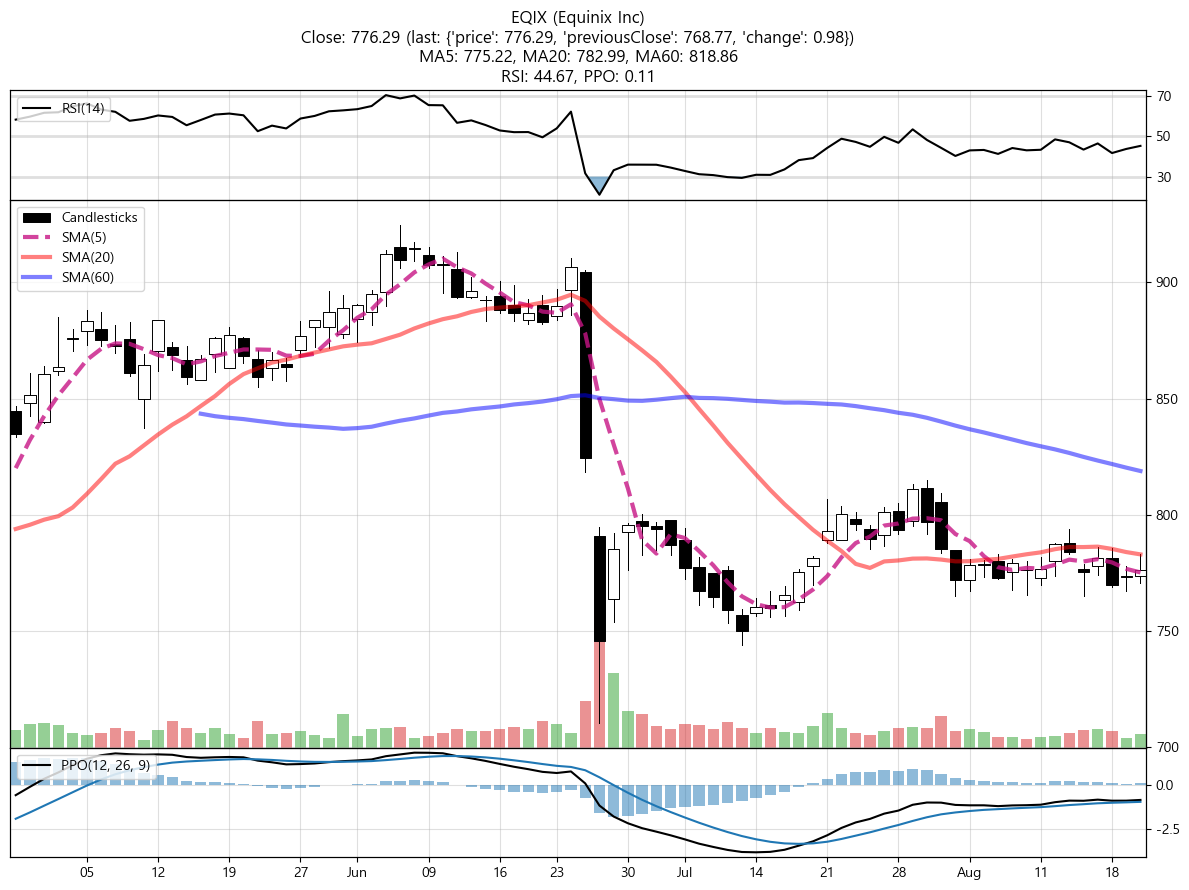 EQIX (Equinix Inc)
Close: 776.29 (last: {'price': 776.29, 'previousClose': 768.77, 'change': 0.98})
MA5: 775.22, MA20: 782.99, MA60: 818.86
RSI: 44.67, PPO: 0.11
RSI(14)
70
50
30
Candlesticks
SMA(5)
SMA(20)
SMA(60)
900
850
800
750
700
PPO(12, 26, 9)
0.0
-2.5
05 12 19 27 Jun 09 16 23 30 Jul 14 21 28 Aug 11 18